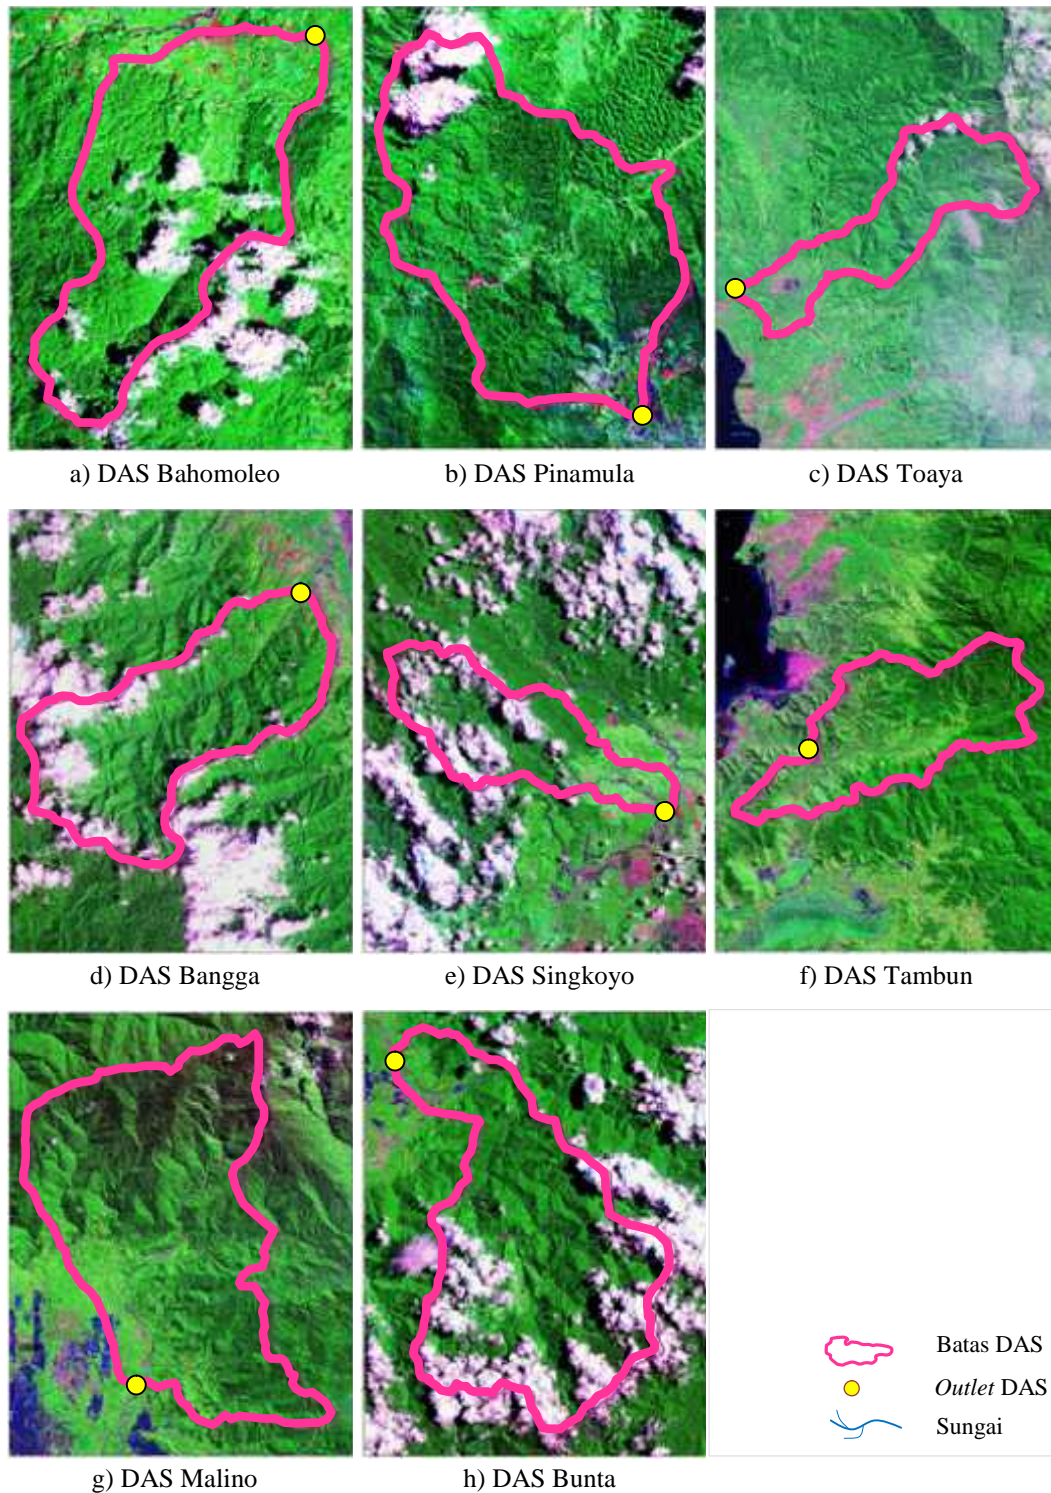 a) DAS Bahomoleo
b) DAS Pinamula
c) DAS Toaya
d) DAS Bangga
e) DAS Singkoyo
f) DAS Tambun
g) DAS Malino
h) DAS Bunta
Batas DAS
Outlet DAS
Sungai